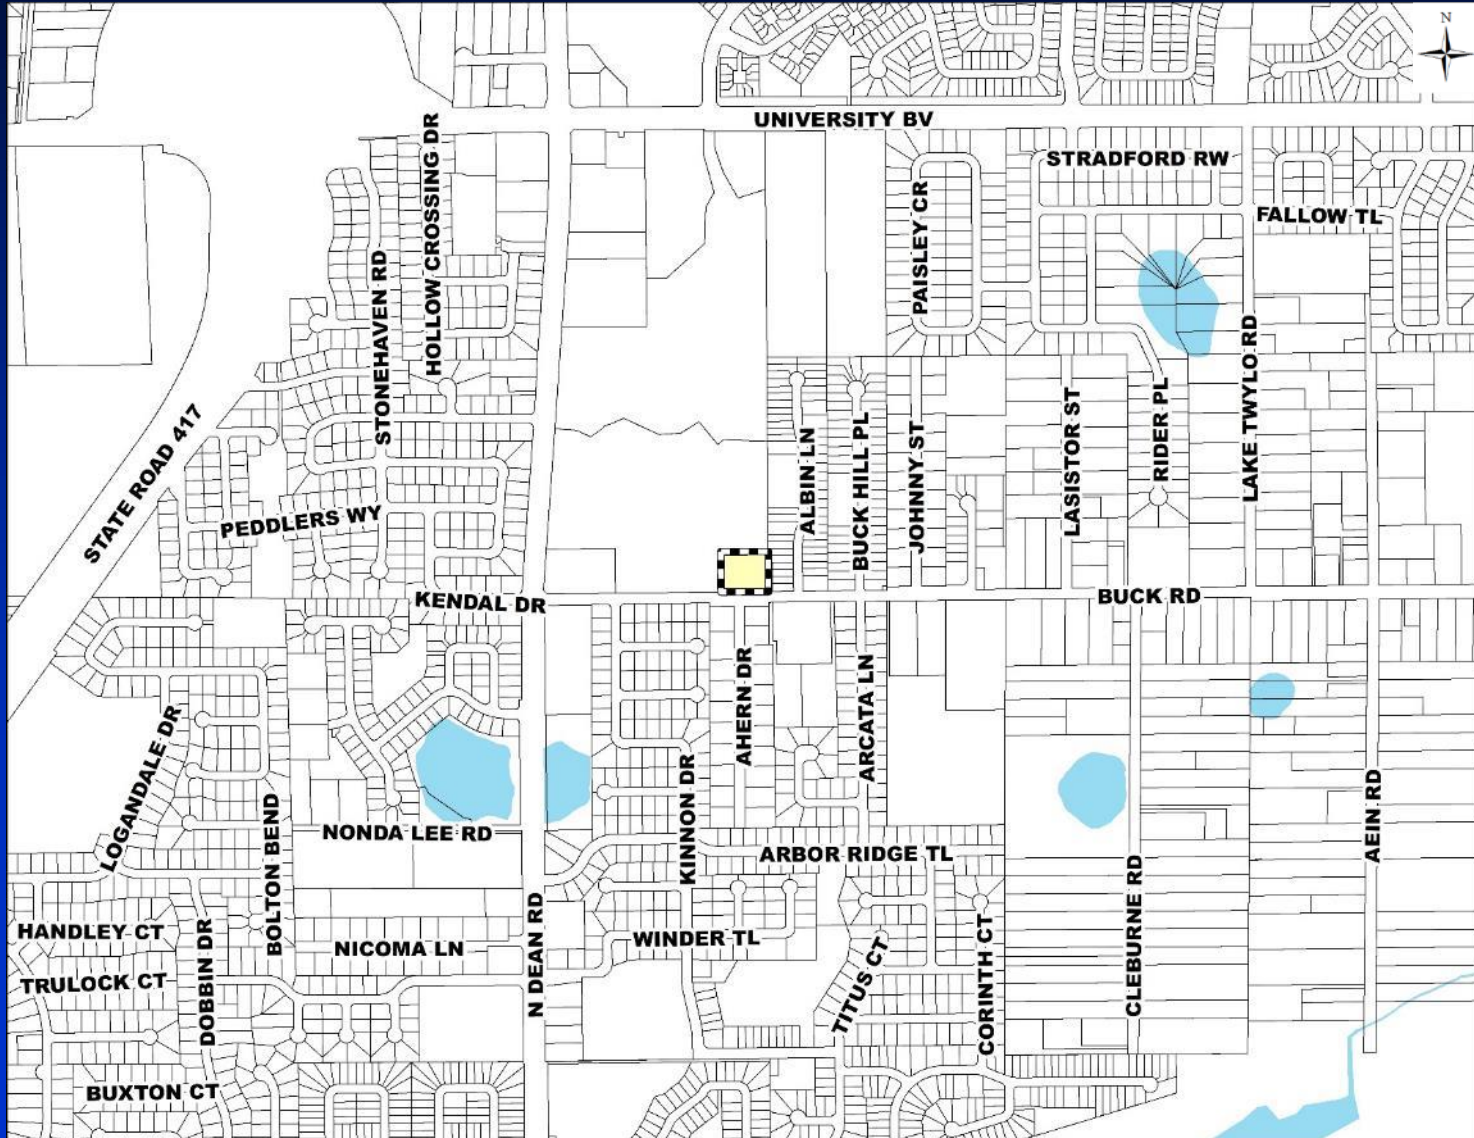 N
UNIVERSITY BV
HOLLOW CROSSING DR
STRADFORD RW
PAISLEY CR
FALLOW TL
STONEHAVEN RD
LAKE TWYLO RD
RIDER PL
LASISTOR ST
STATE ROAD 417
ALBIN LN
BUCK HILL PL
JOHNNY ST
PEDDLERS WY
KENDAL DR
BUCK RD
AHERN DR
ARCATA LN
LOGANDALE DR
KINNON DR
AEIN RD
BOLTON BEND
NONDA LEE RD
ARBOR RIDGE TL
CLEBURNE RD
HANDLEY CT
DOBBIN DR
NICOMA LN
N DEAN RD
WINDER TL
TITUS CT
CORINTH CT
TRULOCK CT
BUXTON CT